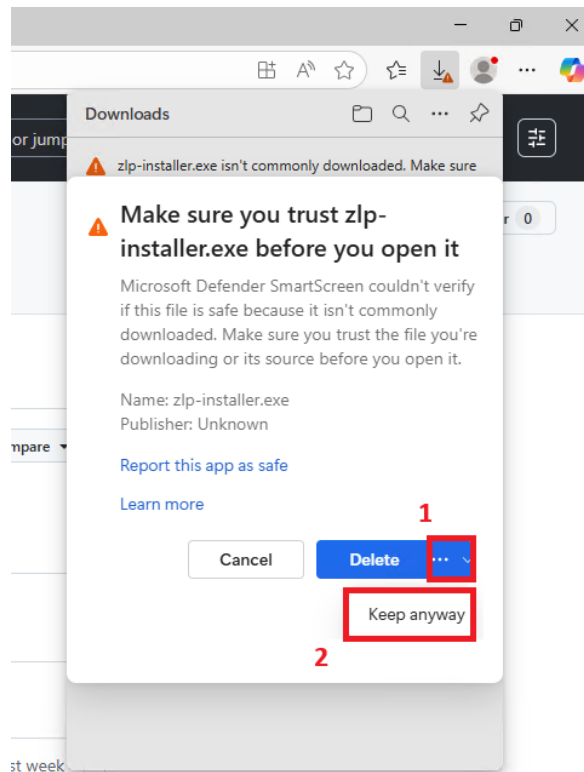 or jump
Downloads
zlp-installer.exe isn't commonly downloaded. Make sure
r 0
Make sure you trust zlp-
installer.exe before you open it
Microsoft Defender SmartScreen couldn't verify
if this file is safe because it isn't commonly
downloaded. Make sure you trust the file you're
downloading or its source before you open it.
Name: zlp-installer.exe
Publisher: Unknown
mpare
Report this app as safe
Learn more
1
Cancel
Delete
Keep anyway
2
st week